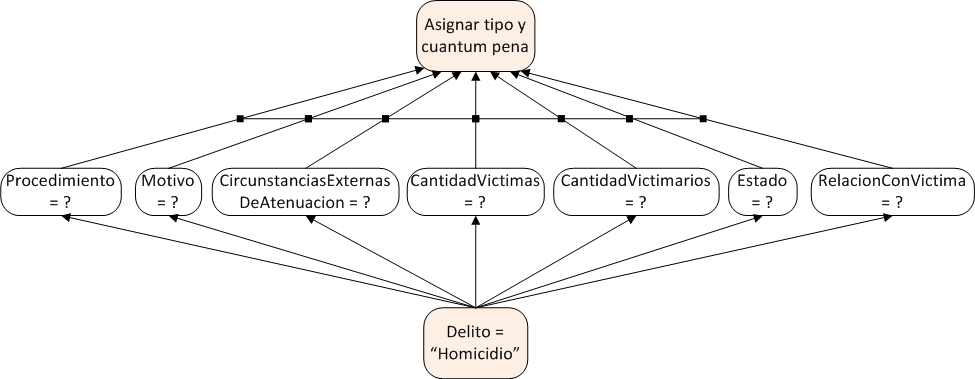 Asignar tipo y
cuantum pena
Procedimiento
= ?
Motivo
= ?
CircunstanciasExternas
DeAtenuacion = ?
CantidadVictimas
= ?
CantidadVictimarios
= ?
Estado
= ?
RelacionConVictima
= ?
Delito =
“Homicidio”